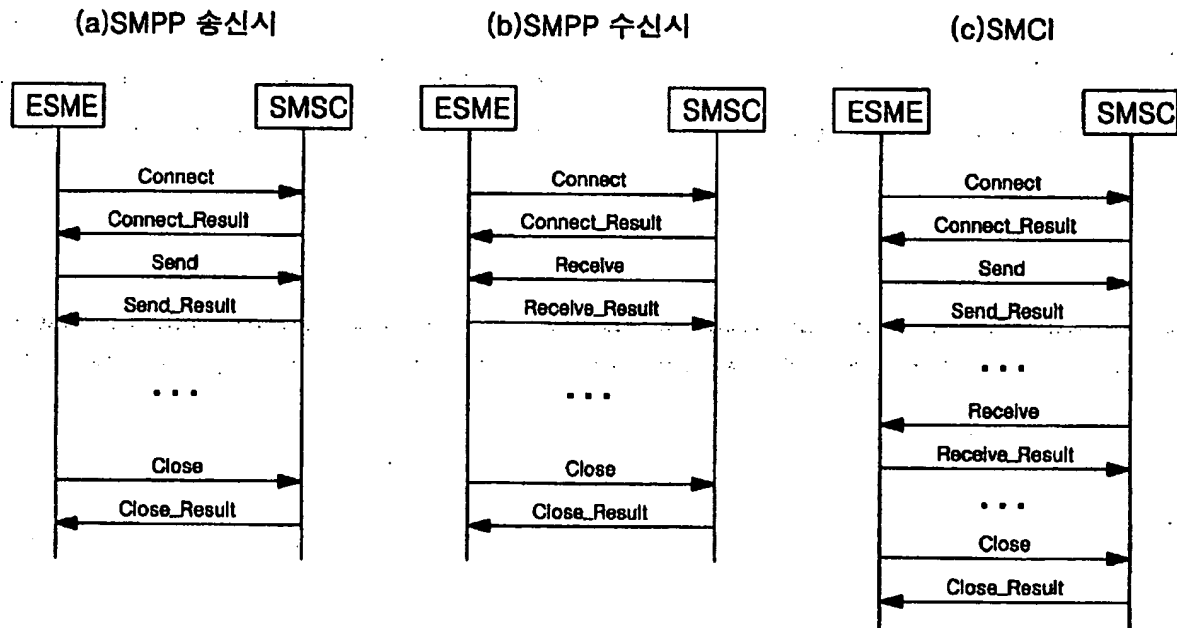 (a)SMPP 송신시
ESME
SMSC
Connect
Connect_Result
Send
Send_Result
...
Close
Close_Result
(b)SMPP 수신시
ESME
SMSC
Connect
Connect_Result
Receive
Receive_Result
...
Close
Close_Result
(c)SMCI
ESME
SMSC
Connect
Connect_Result
Send
Send_Result
...
Receive
Receive_Result
...
Close
Close_Result